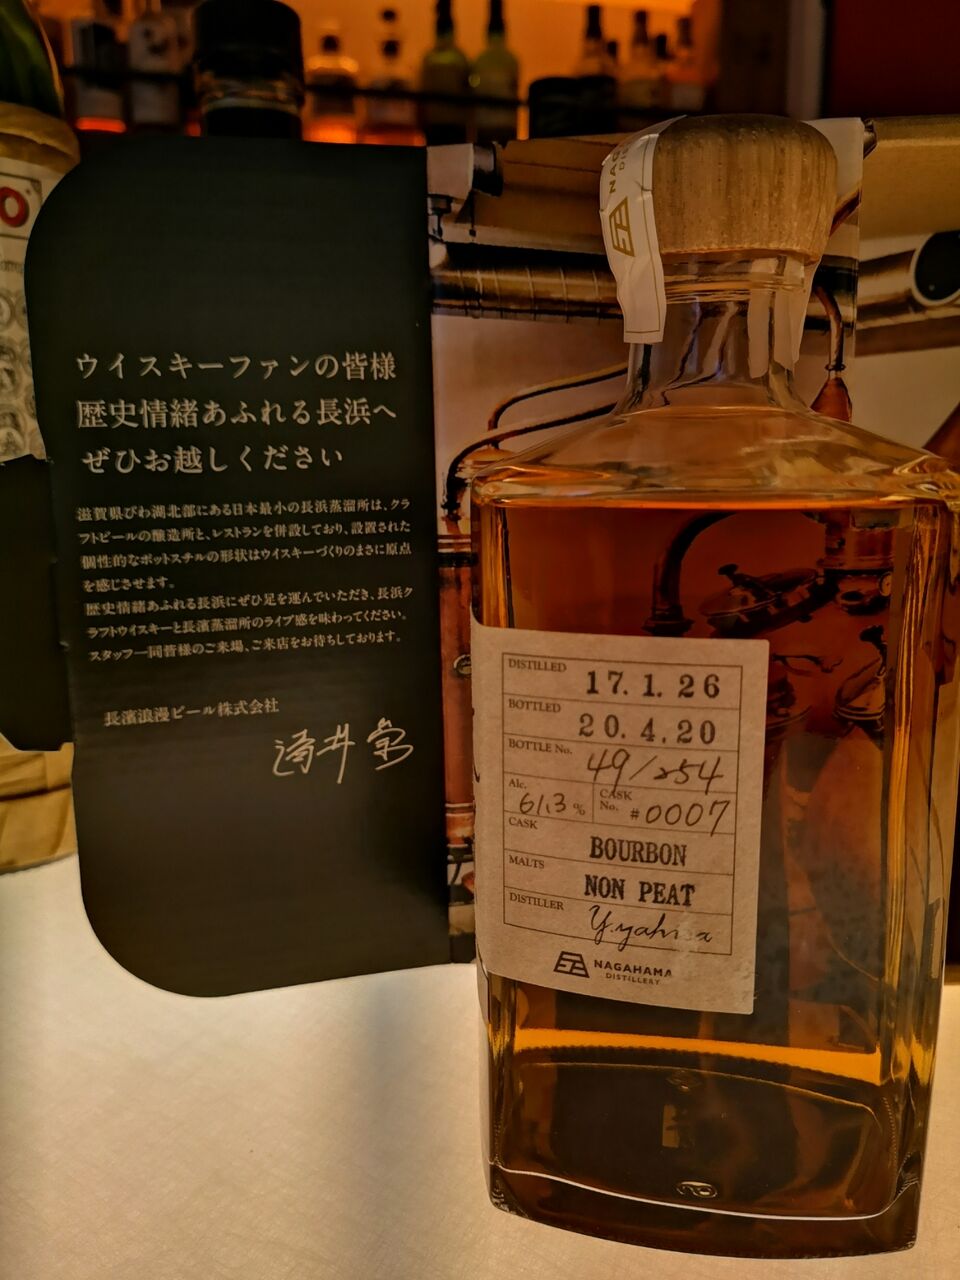 ウイスキーファンの皆様
歴史情緒あふれる長浜へ
ぜひお越しください
滋賀県びわ湖北部にある日本最小の長浜蒸溜所は、クラ
フトビールの醸造所と、レストランを併設しており、設置された
個性的なポットスチルの形状はウイスキーづくりのまさに原点
を感じさせます。
歴史情緒あふれる長浜にぜひ足を運んでいただき、長浜ク
ラフトウイスキーと長濱蒸溜所のライブ感を味わってください。
スタッフ一同皆様のご来場、ご来店をお待ちしております。
長濱浪漫ビール株式会社
DISTILLED 17. 1. 26
BOTTLED 20. 4. 20
BOTTLE No. 49/254
Alc. 61.3 % CASK No. #0007
CASK BOURBON
MALTS NON PEAT
DISTILLER
NAGAHAMA
DISTILLERY